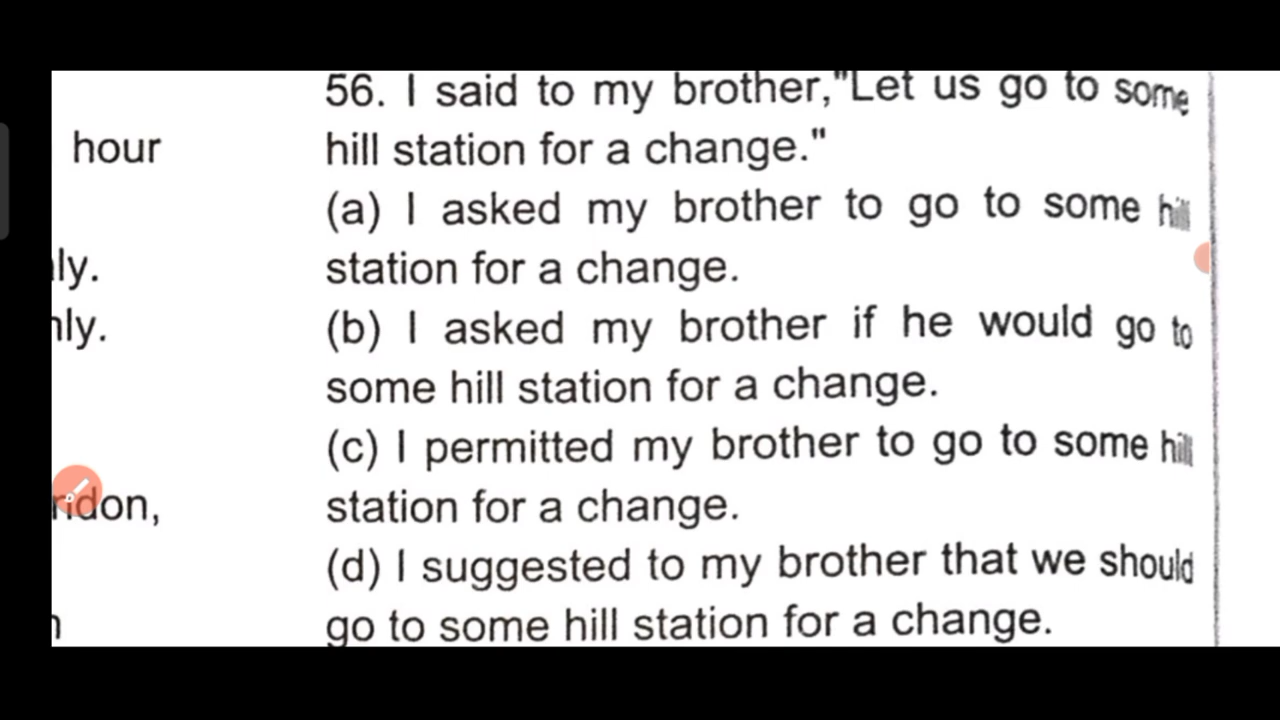 56. I said to my brother,"Let us go to some
hour
hill station for a change."
(a) I asked my brother to go to some hill
ly.
station for a change.
nly.
(b) I asked my brother if he would go to
some hill station for a change.
(c) I permitted my brother to go to some hill
ndon,
station for a change.
(d) I suggested to my brother that we should
go to some hill station for a change.